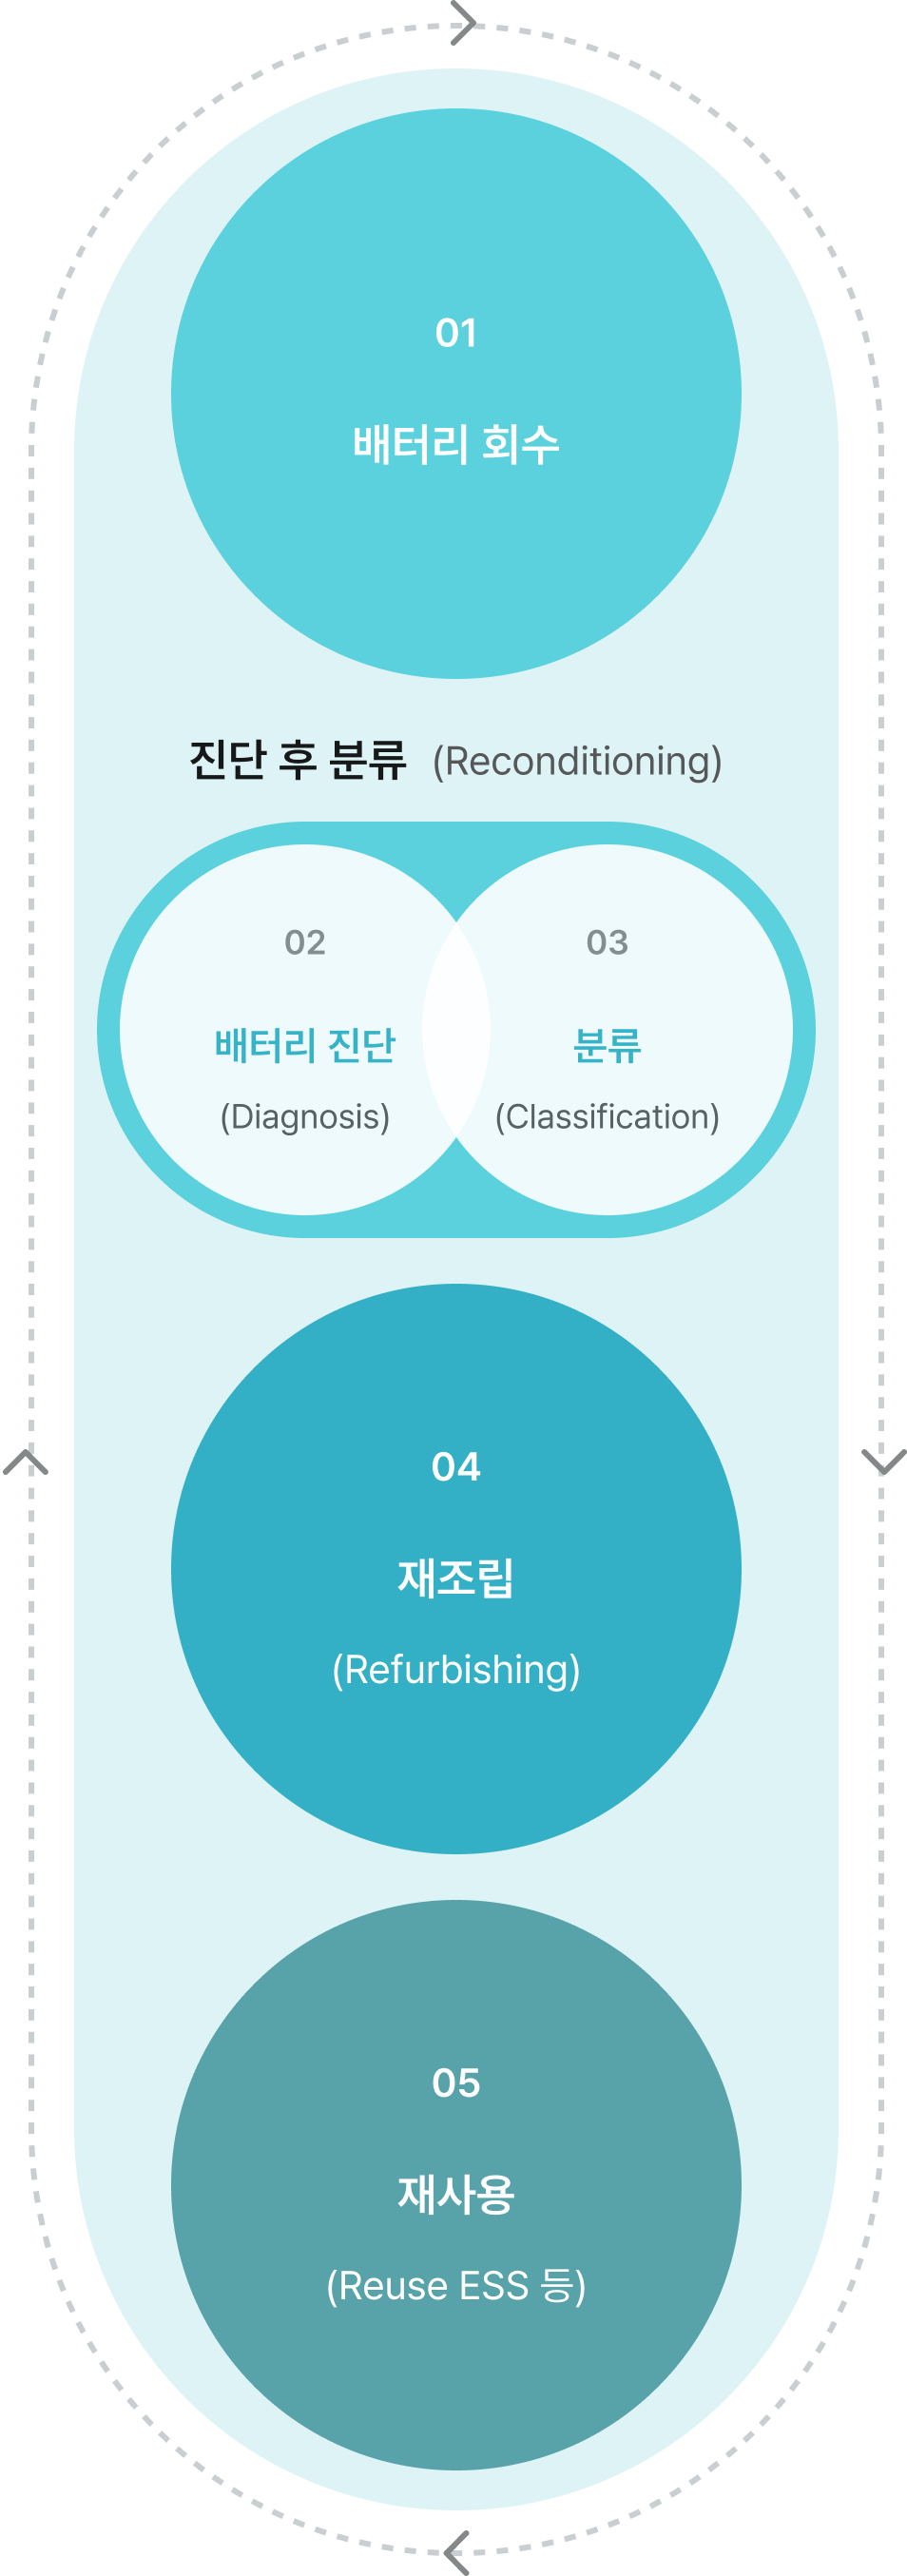 01
배터리 회수
진단 후 분류 (Reconditioning)
02
배터리 진단
(Diagnosis)
03
분류
(Classification)
04
재조립
(Refurbishing)
05
재사용
(Reuse ESS 등)